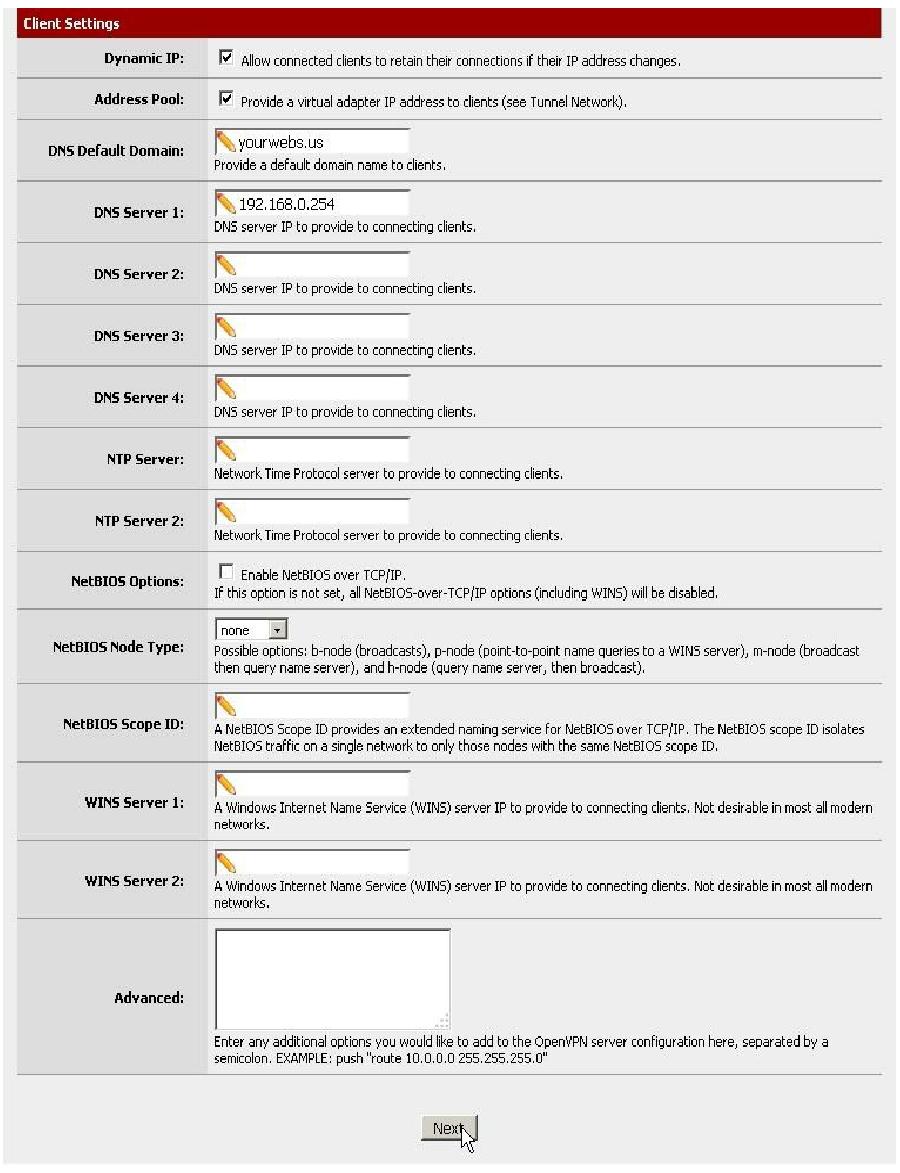 Client Settings
Dynamic IP:
Allow connected clients to retain their connections if their IP address changes.
Address Pool:
Provide a virtual adapter IP address to clients (see Tunnel Network).
DNS Default Domain:
yourwebs.us
Provide a default domain name to clients.
DNS Server 1:
192.168.0.254
DNS server IP to provide to connecting clients.
DNS Server 2:
DNS server IP to provide to connecting clients.
DNS Server 3:
DNS server IP to provide to connecting clients.
DNS Server 4:
DNS server IP to provide to connecting clients.
NTP Server:
Network Time Protocol server to provide to connecting clients.
NTP Server 2:
Network Time Protocol server to provide to connecting clients.
NetBIOS Options:
Enable NetBIOS over TCP/IP.
If this option is not set, all NetBIOS-over-TCP/IP options (including WINS) will be disabled.
NetBIOS Node Type:
none
Possible options: b-node (broadcasts), p-node (point-to-point name queries to a WINS server), m-node (broadcast
then query name server), and h-node (query name server, then broadcast).
NetBIOS Scope ID:
A NetBIOS Scope ID provides an extended naming service for NetBIOS over TCP/IP. The NetBIOS scope ID isolates
NetBIOS traffic on a single network to only those nodes with the same NetBIOS scope ID.
WINS Server 1:
A Windows Internet Name Service (WINS) server IP to provide to connecting clients. Not desirable in most all modern
networks.
WINS Server 2:
A Windows Internet Name Service (WINS) server IP to provide to connecting clients. Not desirable in most all modern
networks.
Advanced:
Enter any additional options you would like to add to the OpenVPN server configuration here, separated by a
semicolon. EXAMPLE: push "route 10.0.0.0 255.255.255.0"
Next